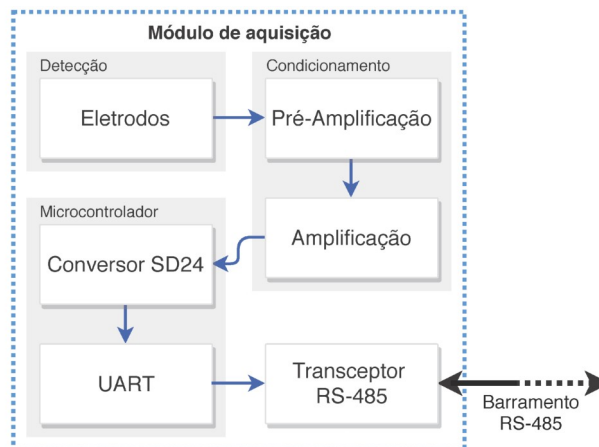 Módulo de aquisição
Detecção
Eletrodos
Condicionamento
Pré-Amplificação
Amplificação
Microcontrolador
Conversor SD24
UART
Transceptor
RS-485
Barramento
RS-485